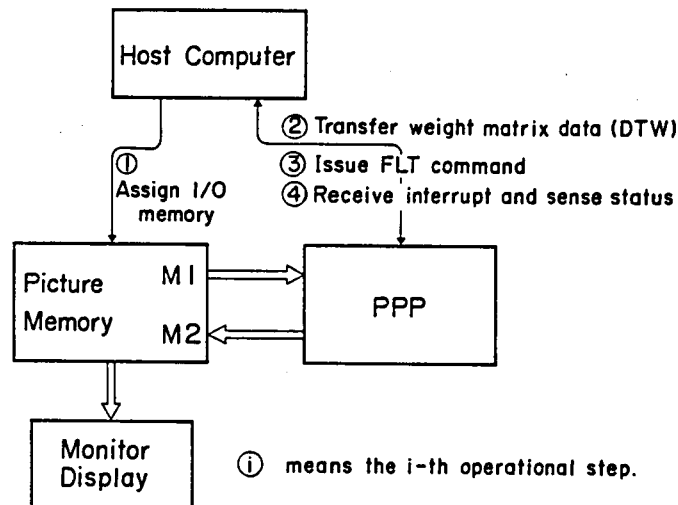 Host Computer
① Assign I/O
memory
② Transfer weight matrix data (DTW)
③ Issue FLT command
④ Receive interrupt and sense status
Picture
Memory
M1
M2
PPP
Monitor
Display
ⓘ means the i-th operational step.